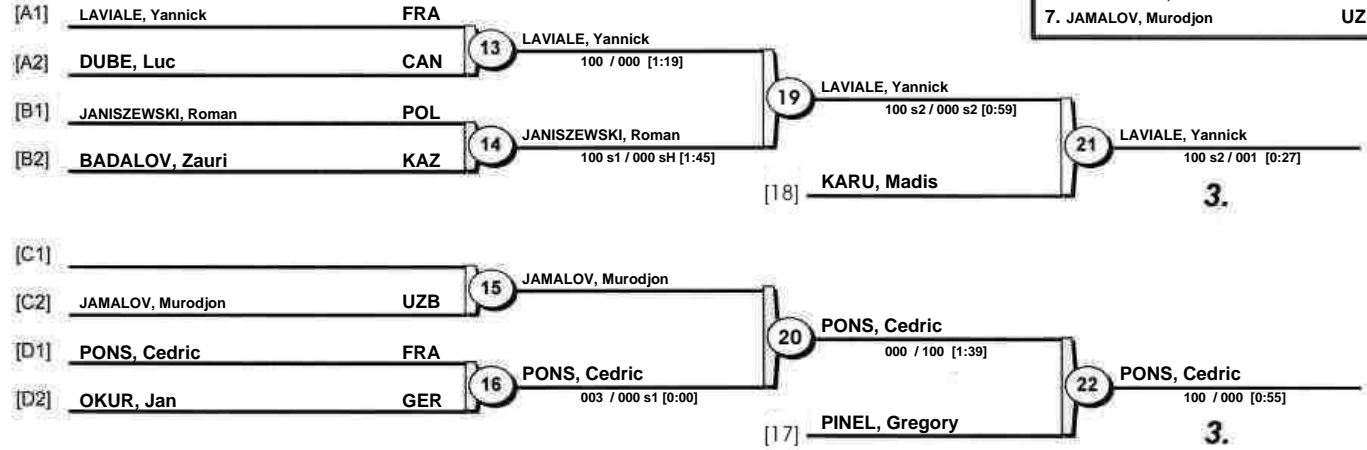 [A1] LAVIALE, Yannick FRA
7. JAMALOV, Murodjon UZ
LAVIALE, Yannick
13
100 / 000 [1:19]
[A2] DUBE, Luc CAN
19
LAVIALE, Yannick
100 s2 / 000 s2 [0:59]
[B1] JANISZEWSKI, Roman POL
JANISZEWSKI, Roman
14
100 s1 / 000 sH [1:45]
21
LAVIALE, Yannick
100 s2 / 001 [0:27]
[B2] BADALOV, Zauri KAZ
[18] KARU, Madis
3.
[C1]
JAMALOV, Murodjon
15
[C2] JAMALOV, Murodjon UZB
20
PONS, Cedric
000 / 100 [1:39]
[D1] PONS, Cedric FRA
PONS, Cedric
16
003 / 000 s1 [0:00]
22
PONS, Cedric
100 / 000 [0:55]
[D2] OKUR, Jan GER
[17] PINEL, Gregory
3.